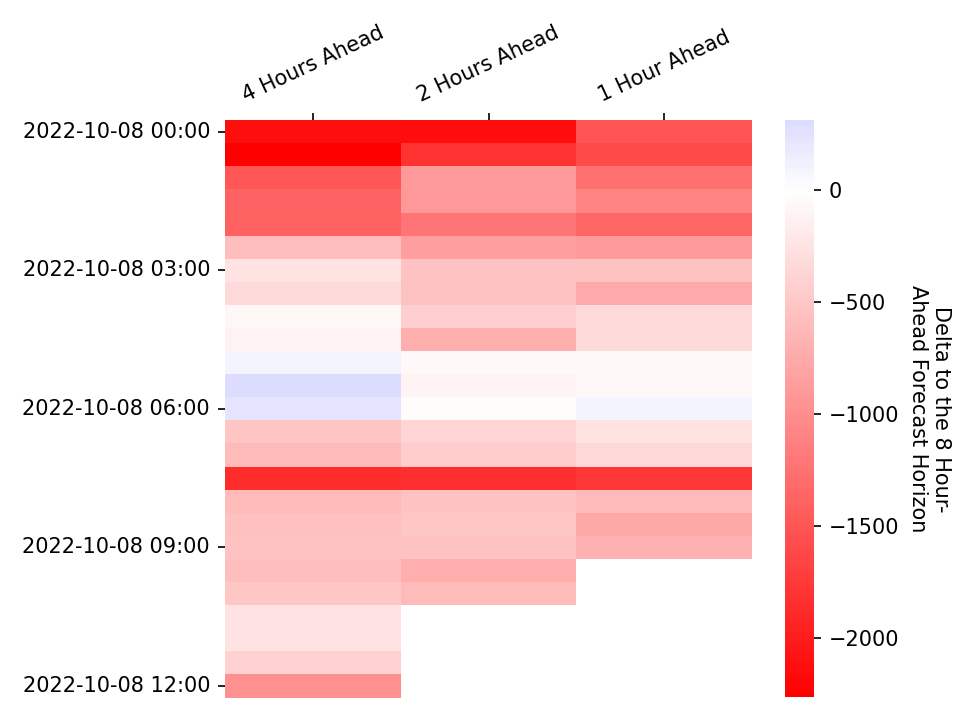 4 Hours Ahead
2 Hours Ahead
1 Hour Ahead
2022-10-08 00:00
2022-10-08 03:00
2022-10-08 06:00
2022-10-08 09:00
2022-10-08 12:00
0
−500
−1000
−1500
−2000
Delta to the 8 Hour-
Ahead Forecast Horizon